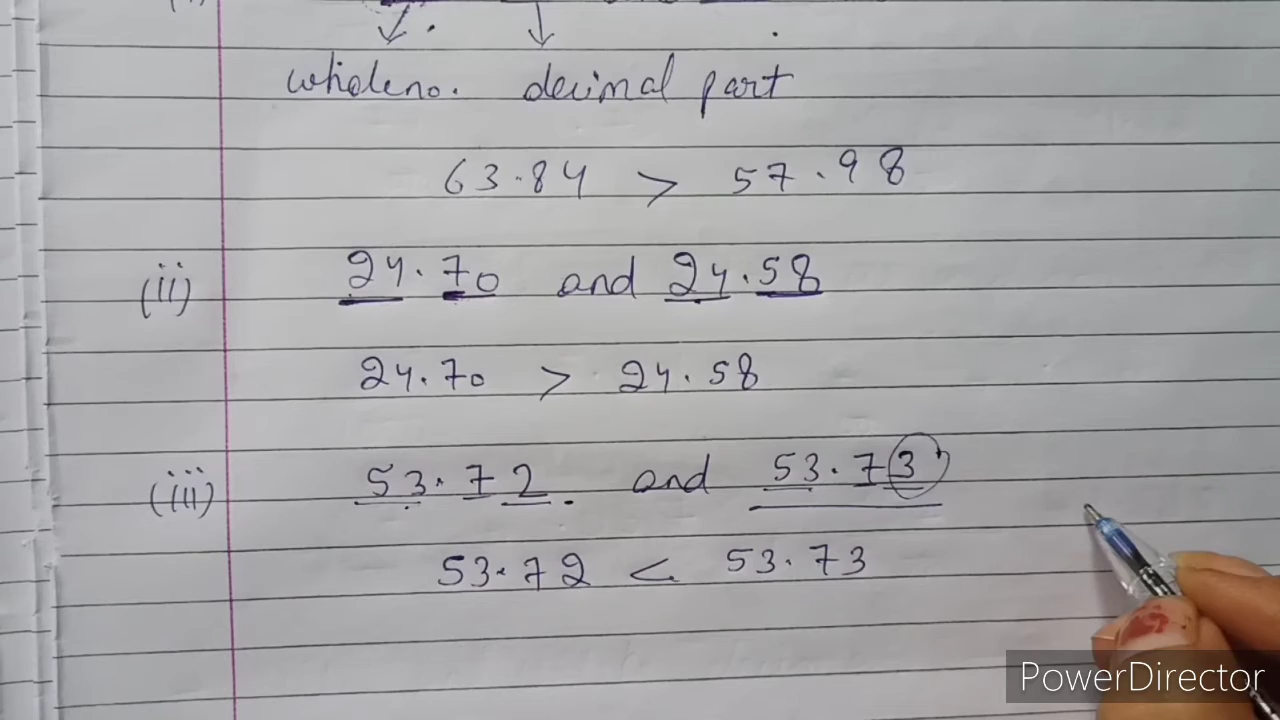 whole no. decimal part
63.84 > 57.98
(ii) 24.70 and 24.58
24.70 > 24.58
(iii) 53.72 and 53.73
53.72 < 53.73
PowerDirector